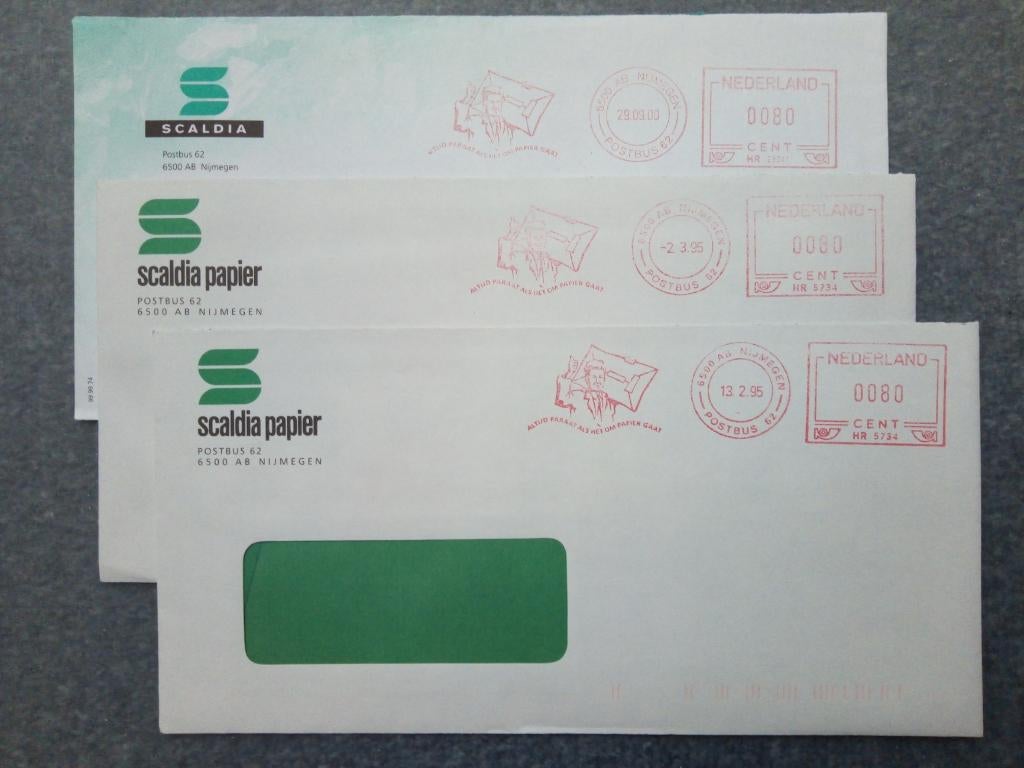 SCALDIA
Postbus 62
6500 AB Nijmegen
ALTIJD PARAAT ALS HET OM PAPIER GAAT
6500 AB NIJMEGEN
29.09.00
POSTBUS 62
NEDERLAND
0080
CENT
HR
99 99 74
scaldia papier
POSTBUS 62
6500 AB NIJMEGEN
ALTIJD PARAAT ALS HET OM PAPIER GAAT
6500 AB NIJMEGEN
-2. 3.95
POSTBUS 62
NEDERLAND
0080
CENT
HR 5734
scaldia papier
POSTBUS 62
6500 AB NIJMEGEN
ALTIJD PARAAT ALS HET OM PAPIER GAAT
6500 AB NIJMEGEN
13. 2.95
POSTBUS 62
NEDERLAND
0080
CENT
HR 5734